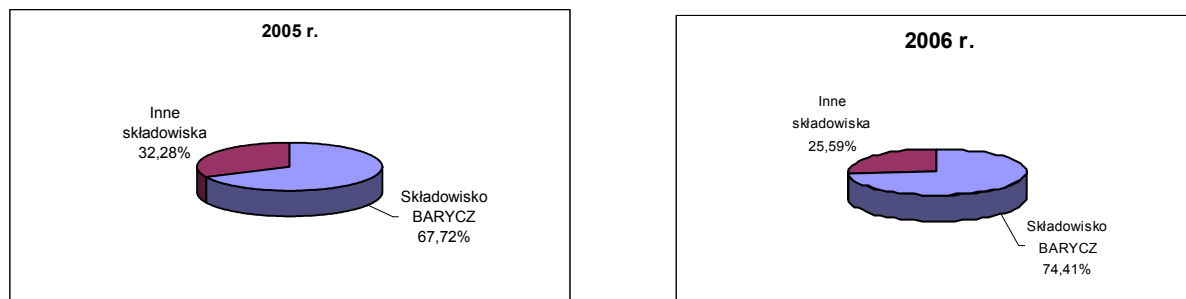 2005 r.
Inne
składowiska
32,28%
Składowisko
BARYCZ
67,72%
2006 r.
Inne
składowiska
25,59%
Składowisko
BARYCZ
74,41%